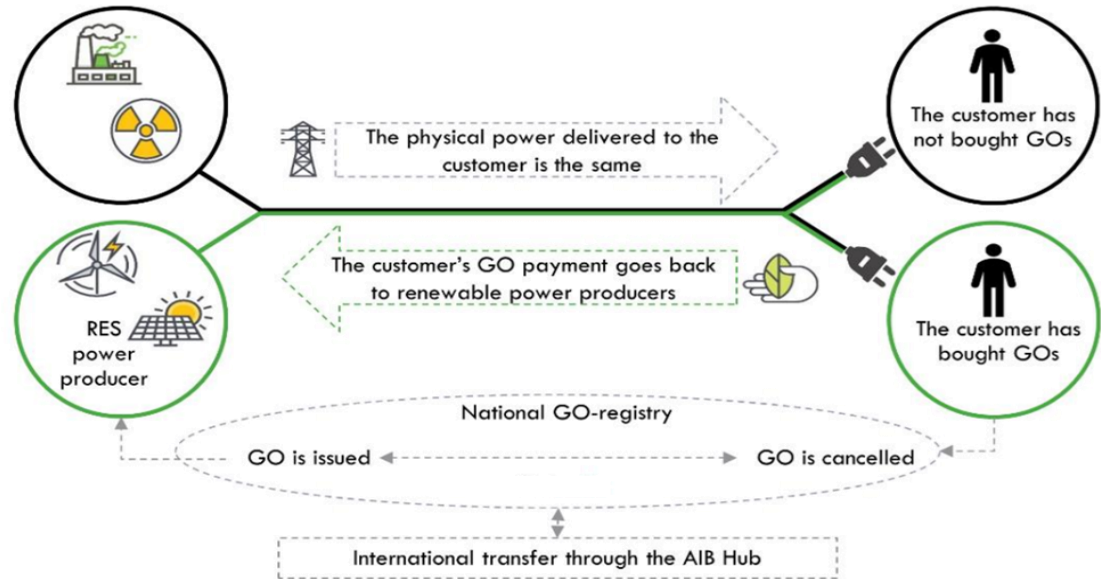 The physical power delivered to the
customer is the same
The customer has
not bought GOs
The customer's GO payment goes back
to renewable power producers
RES
power
producer
The customer has
bought GOs
National GO-registry
GO is issued
GO is cancelled
International transfer through the AIB Hub